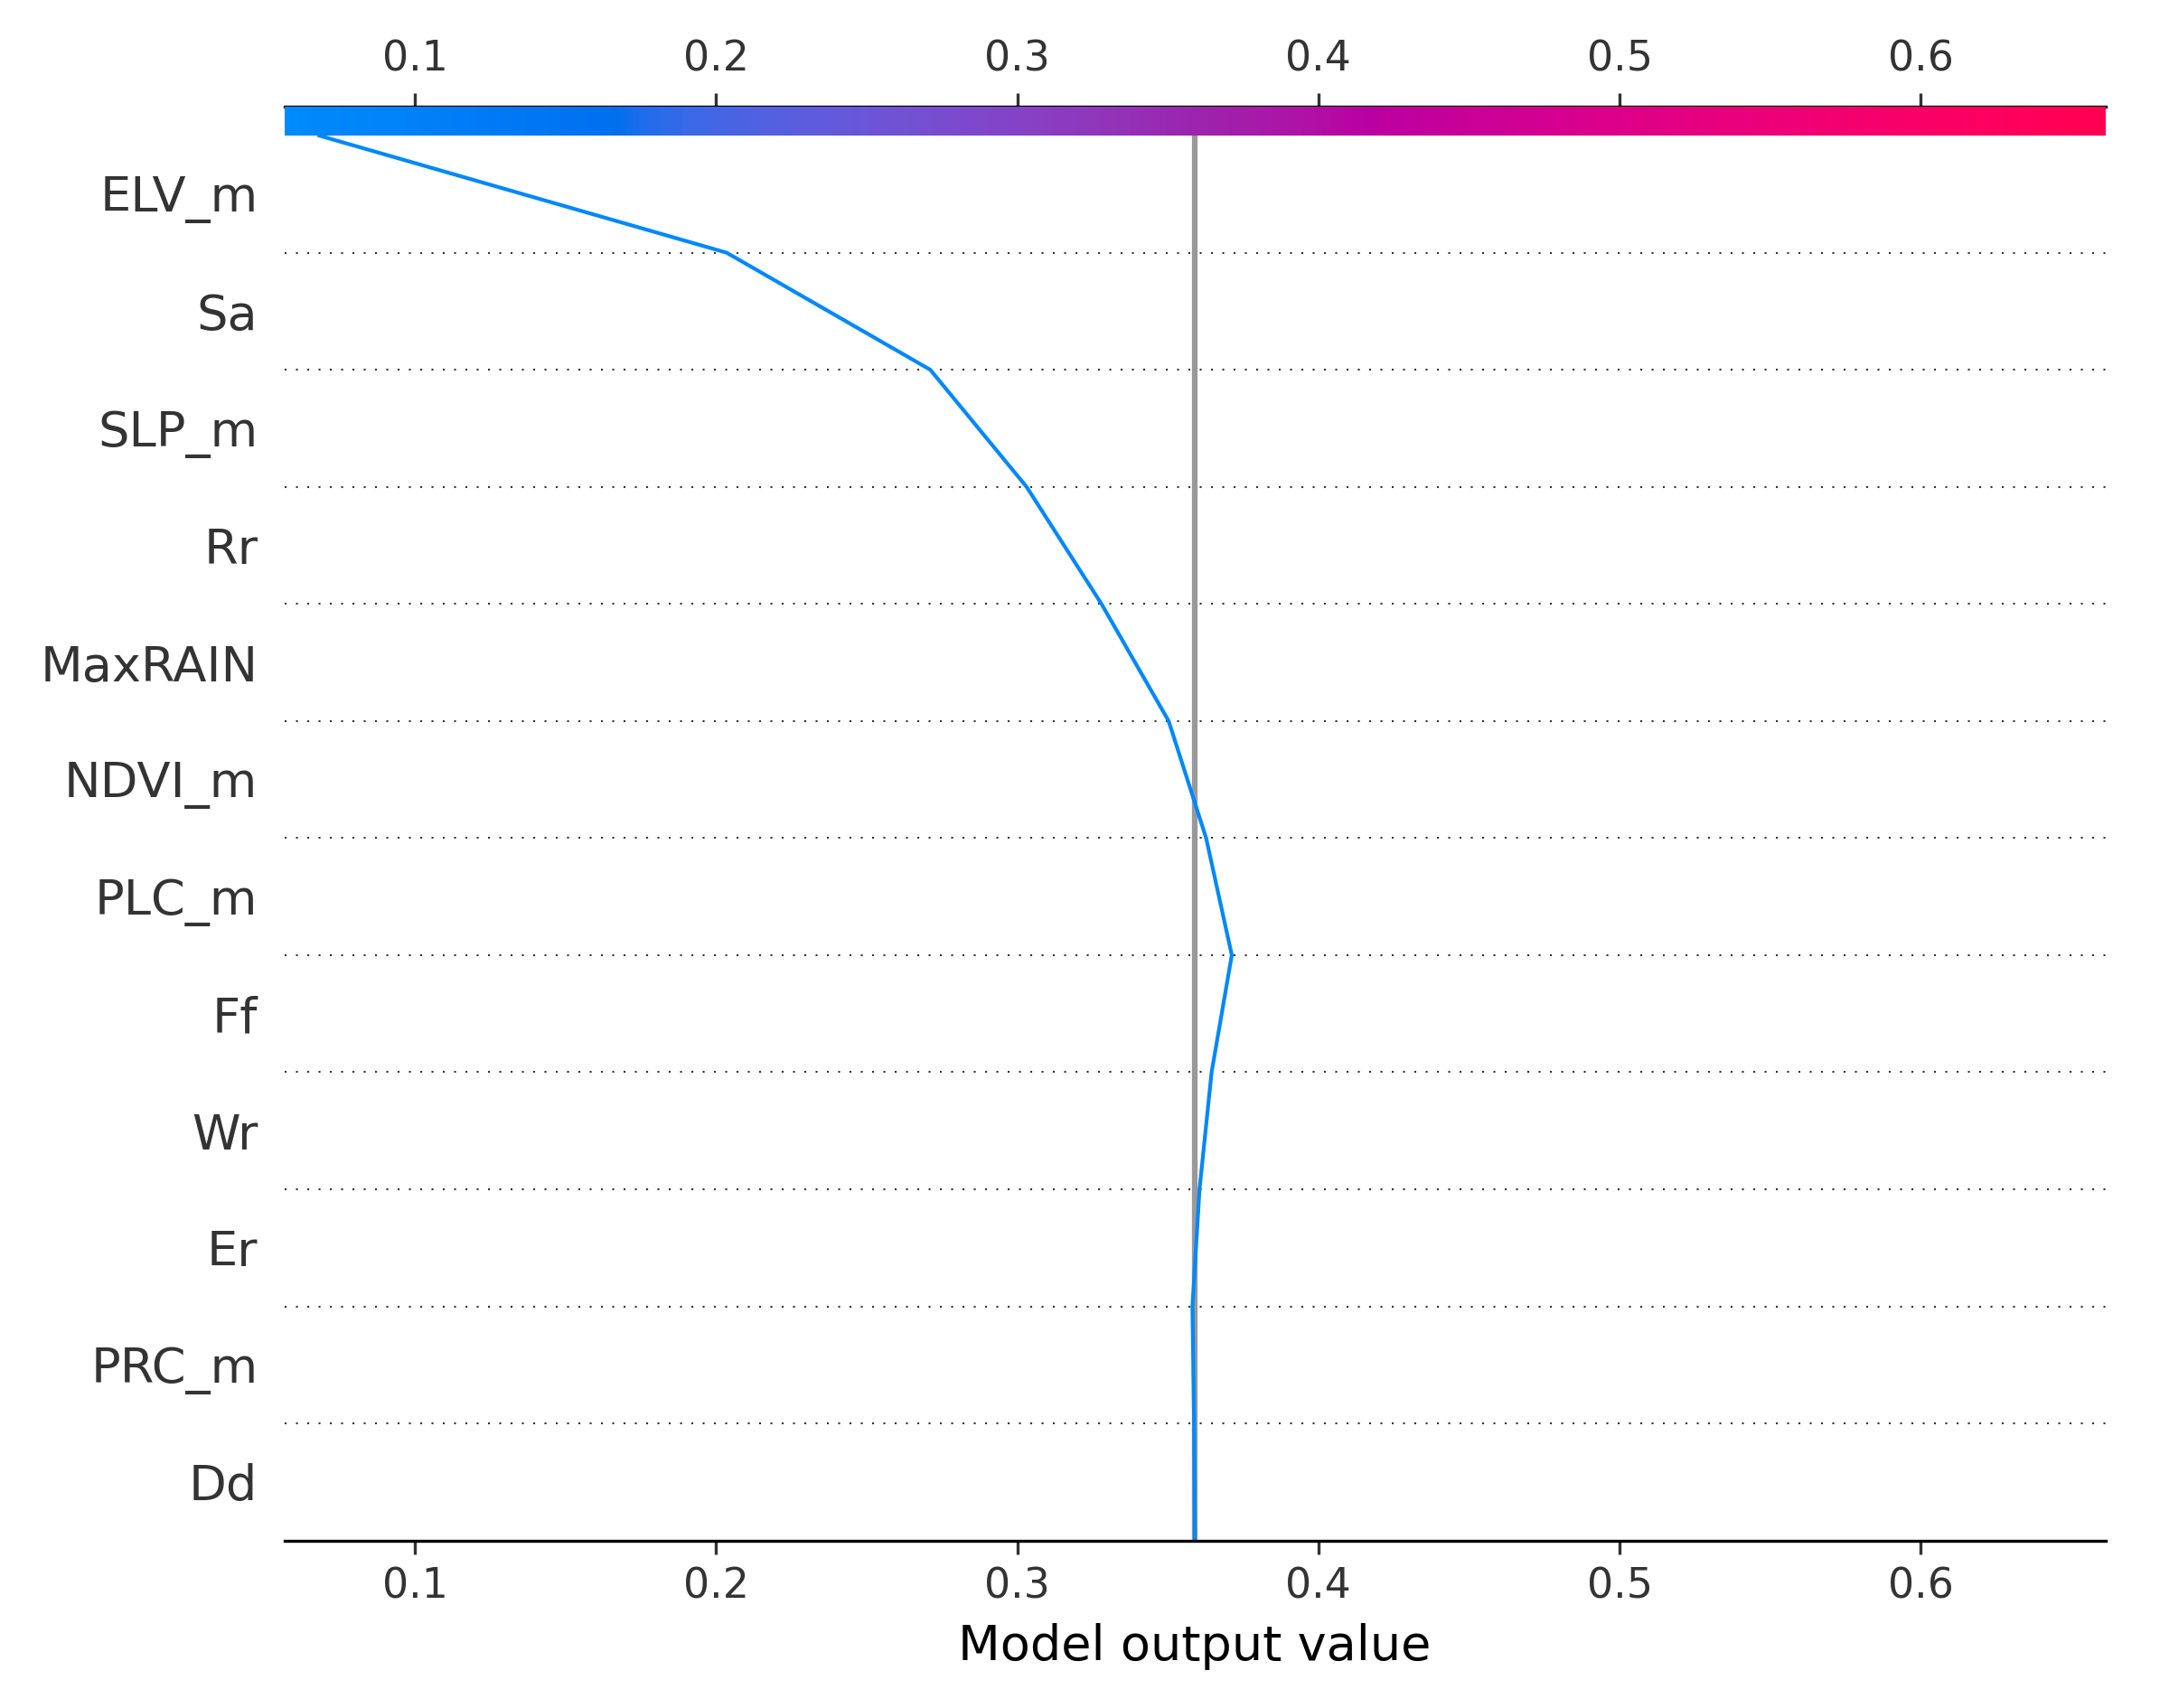 0.1 0.2 0.3 0.4 0.5 0.6
ELV_m
Sa
SLP_m
Rr
MaxRAIN
NDVI_m
PLC_m
Ff
Wr
Er
PRC_m
Dd
0.1 0.2 0.3 0.4 0.5 0.6
Model output value